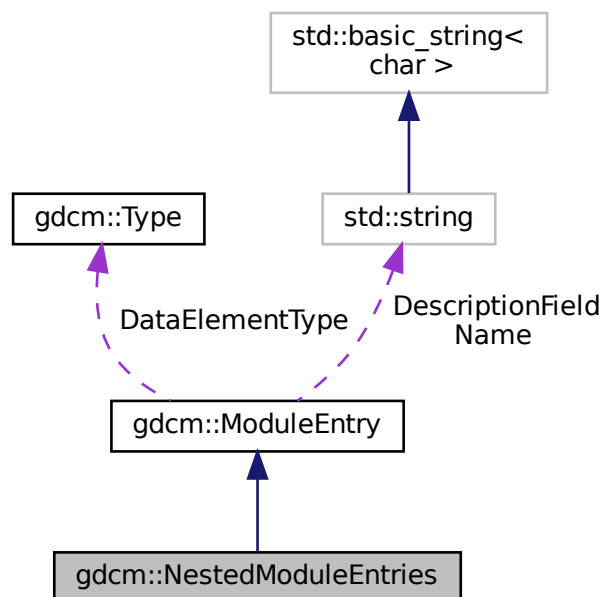 std::basic_string<
char >
gdcm::Type
std::string
DataElementType
DescriptionField
Name
gdcm::ModuleEntry
gdcm::NestedModuleEntries